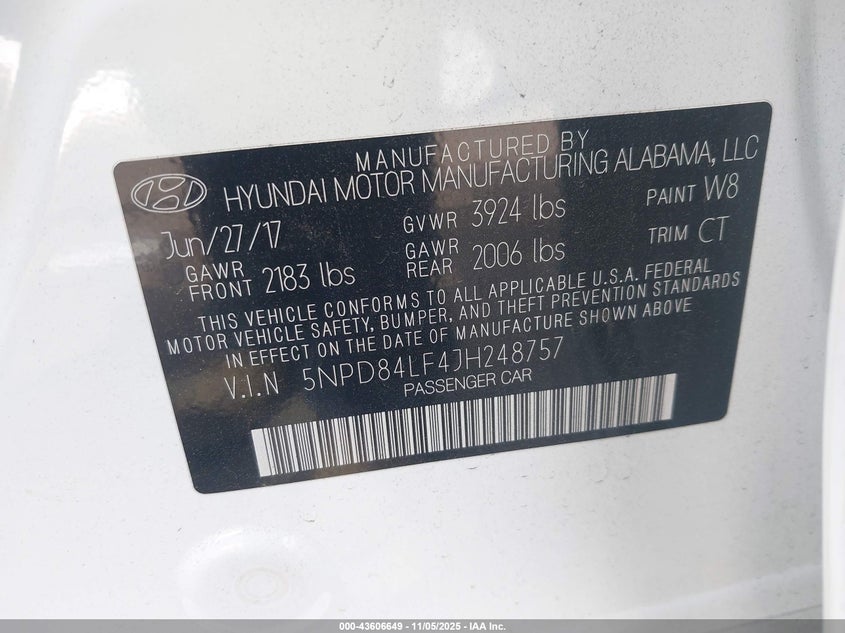 MANUFACTURED BY
HYUNDAI MOTOR MANUFACTURING ALABAMA, LLC
Jun/27/17 GVWR 3924 lbs PAINT W8
GAWR FRONT 2183 lbs GAWR REAR 2006 lbs TRIM CT
THIS VEHICLE CONFORMS TO ALL APPLICABLE U.S.A. FEDERAL
MOTOR VEHICLE SAFETY, BUMPER, AND THEFT PREVENTION STANDARDS
IN EFFECT ON THE DATE OF MANUFACTURE SHOWN ABOVE
V.I.N 5NPD84LF4JH248757
PASSENGER CAR
000-43606649 - 11/05/2025 - IAA Inc.